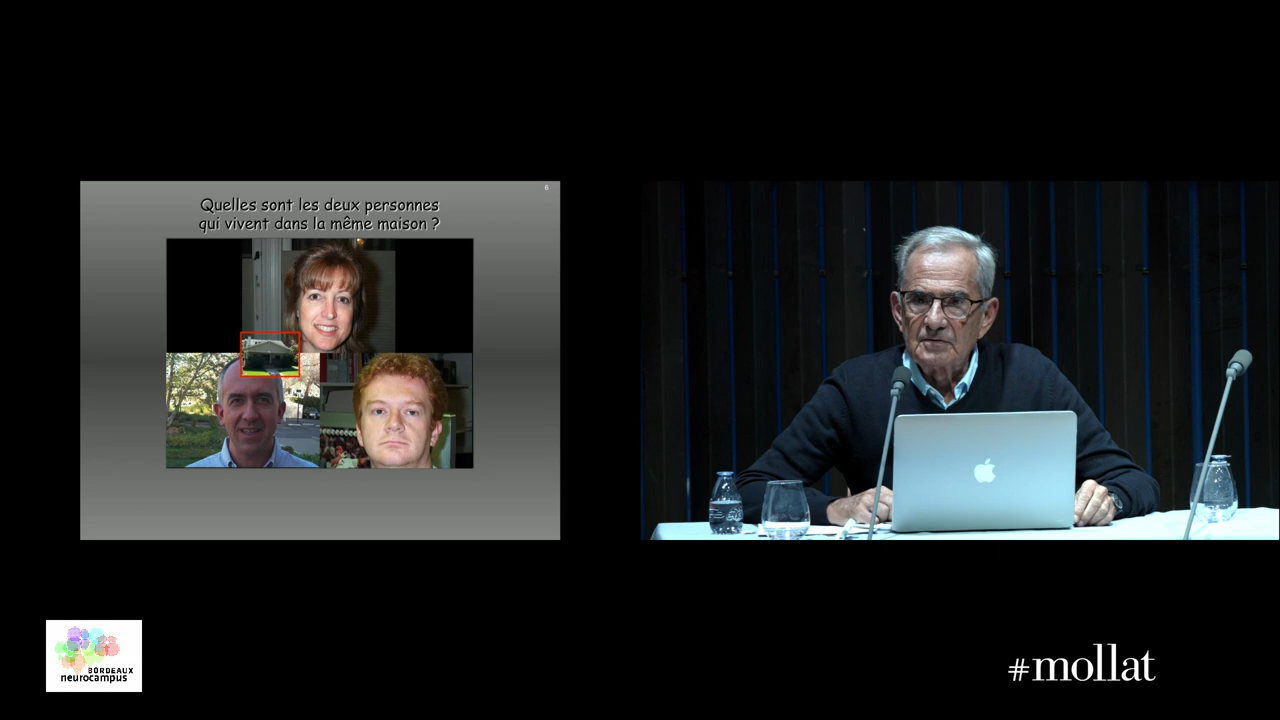 6
Quelles sont les deux personnes
qui vivent dans la même maison ?
BORDEAUX
neurocampus
#mollat